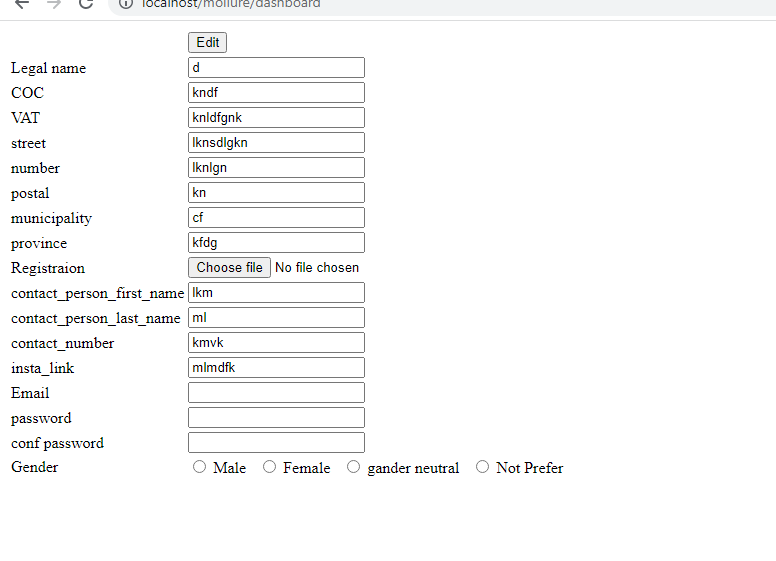 localhost/mollure/dashboard
Edit
Legal name d
COC kndf
VAT knldfgnk
street lknsdlgkn
number lknlgn
postal kn
municipality cf
province kfdg
Registraion Choose file No file chosen
contact_person_first_name lkm
contact_person_last_name ml
contact_number kmvk
insta_link mlmdfk
Email
password
conf password
Gender Male Female gander neutral Not Prefer